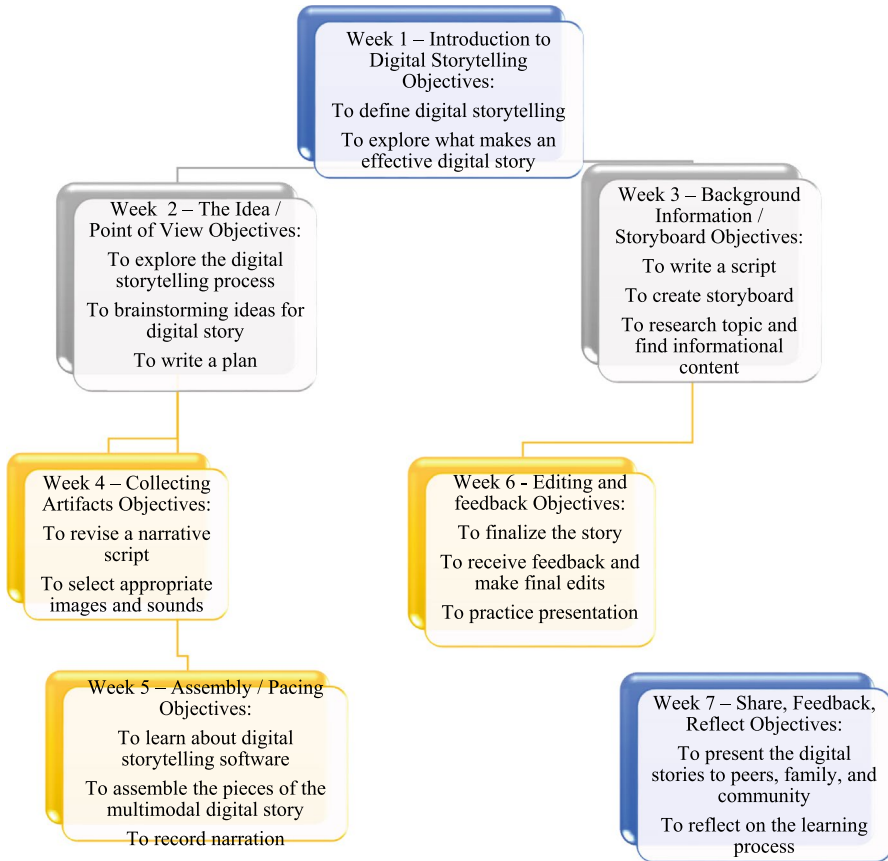 Week 1 – Introduction to
Digital Storytelling
Objectives:
To define digital storytelling
To explore what makes an
effective digital story
Week 2 – The Idea /
Point of View Objectives:
To explore the digital
storytelling process
To brainstorming ideas for
digital story
To write a plan
Week 3 – Background
Information /
Storyboard Objectives:
To write a script
To create storyboard
To research topic and
find informational
content
Week 4 – Collecting
Artifacts Objectives:
To revise a narrative
script
To select appropriate
images and sounds
Week 6 - Editing and
feedback Objectives:
To finalize the story
To receive feedback and
make final edits
To practice presentation
Week 5 – Assembly / Pacing
Objectives:
To learn about digital
storytelling software
To assemble the pieces of the
multimodal digital story
To record narration
Week 7 – Share, Feedback,
Reflect Objectives:
To present the digital
stories to peers, family, and
community
To reflect on the learning
process